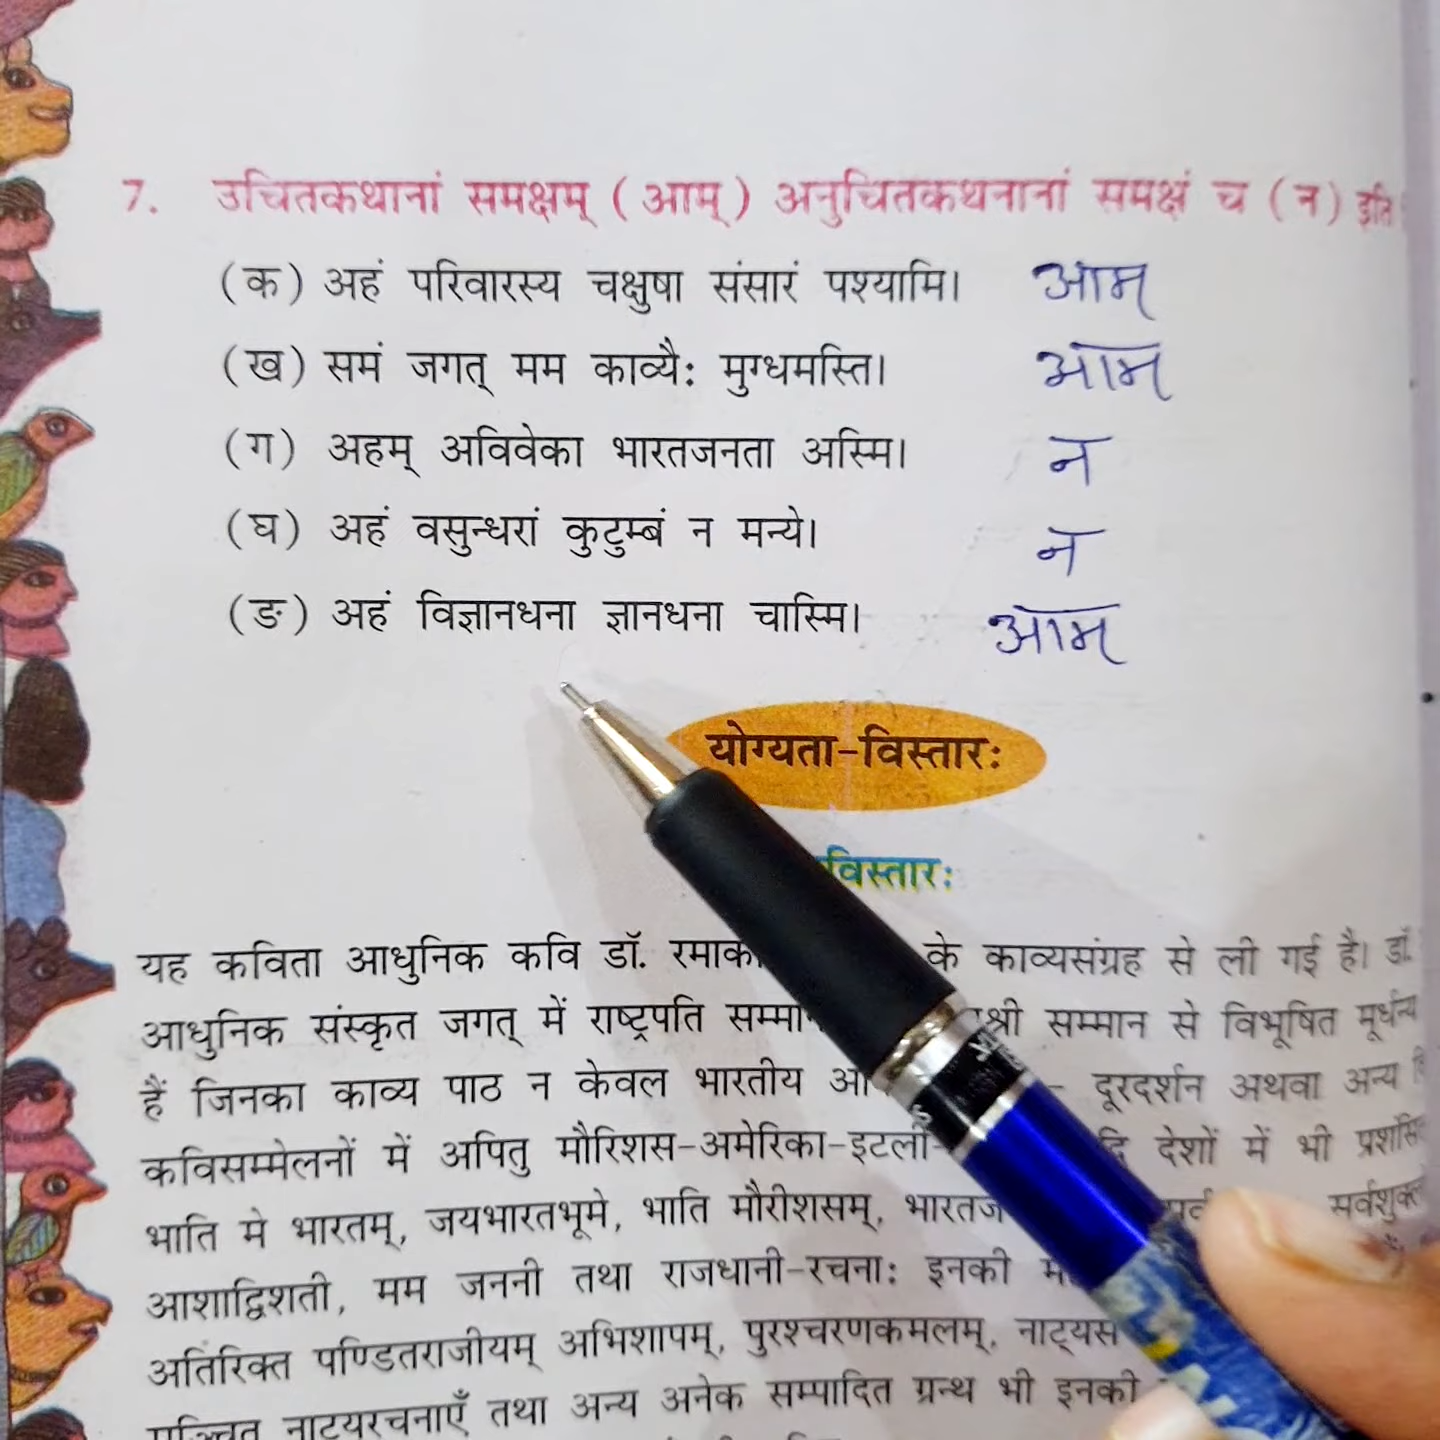 7. उचितकथानां समक्षम् (आम्) अनुचितकथनानां समक्षं च (न) इति
(क) अहं परिवारस्य चक्षुषा संसारं पश्यामि। आम्
(ख) समं जगत् मम काव्यैः मुग्धमस्ति। आम्
(ग) अहम् अविवेका भारतजनता अस्मि। न
(घ) अहं वसुन्धरां कुटुम्बं न मन्ये। न
(ङ) अहं विज्ञानधना ज्ञानधना चास्मि। आम्
योग्यता-विस्तारः
विस्तारः
यह कविता आधुनिक कवि डॉ. के काव्यसंग्रह से ली गई है। डॉ.
आधुनिक संस्कृत जगत् में राष्ट्रपति सम्मान सम्मान से विभूषित मूर्धन्य
हैं जिनका काव्य पाठ न केवल भारतीय दूरदर्शन अथवा अन्य
कविसम्मेलनों में अपितु मौरिशस-अमेरिका-इटली- देशों में भी
भाति मे भारतम्, जयभारतभूमे, भाति मौरीशसम्,
आशाद्विशती, मम जननी तथा राजधानी-रचनाः इनकी
अतिरिक्त पण्डितराजीयम् अभिशापम्, पुरश्चरणकमलम्,
नाट्यरचनाएँ तथा अन्य अनेक सम्पादित ग्रन्थ भी इनकी